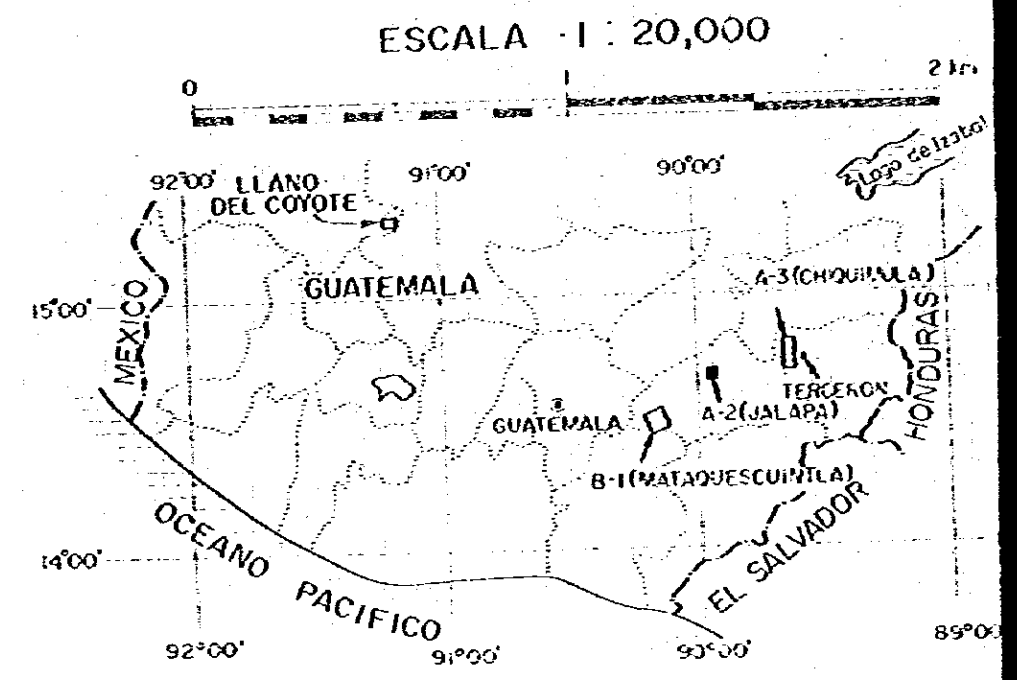 ESCALA 1 : 20,000
0 2 km
92°00' 91°00' 90°00'
Lago de Izabal
LLANO
DEL COYOTE
A-3 (CHIQUIMULA)
GUATEMALA
15°00'
MEXICO
HONDURAS
TERCERON
A-2 (JALAPA)
GUATEMALA
B-1 (MATAQUESCUINTLA)
OCEANO PACIFICO
EL SALVADOR
14°00'
92°00' 91°00' 90°00' 89°00'